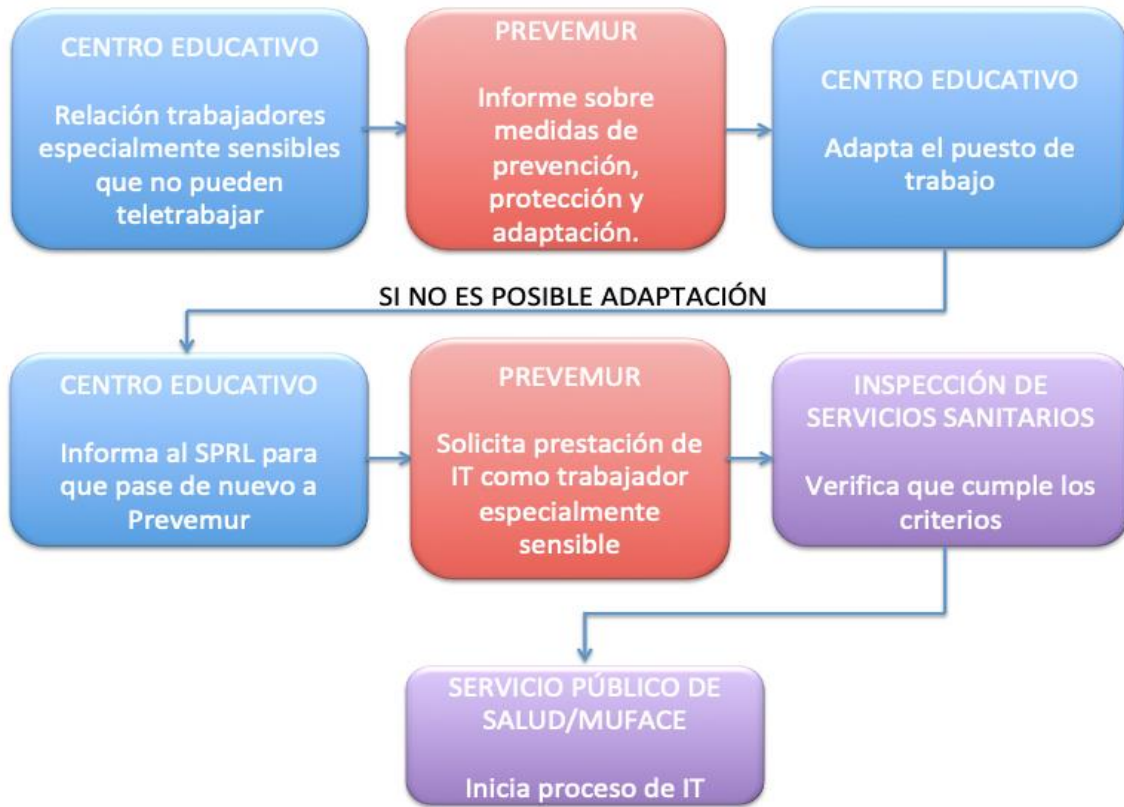 CENTRO EDUCATIVO
Relación trabajadores
especialmente sensibles
que no pueden
teletrabajar
PREVEMUR
Informe sobre
medidas de
prevención,
protección y
adaptación.
CENTRO EDUCATIVO
Adapta el puesto de
trabajo
SI NO ES POSIBLE ADAPTACIÓN
CENTRO EDUCATIVO
Informa al SPRL para
que pase de nuevo a
Prevemur
PREVEMUR
Solicita prestación de
IT como trabajador
especialmente
sensible
INSPECCIÓN DE
SERVICIOS SANITARIOS
Verifica que cumple los
criterios
SERVICIO PÚBLICO DE
SALUD/MUFACE
Inicia proceso de IT